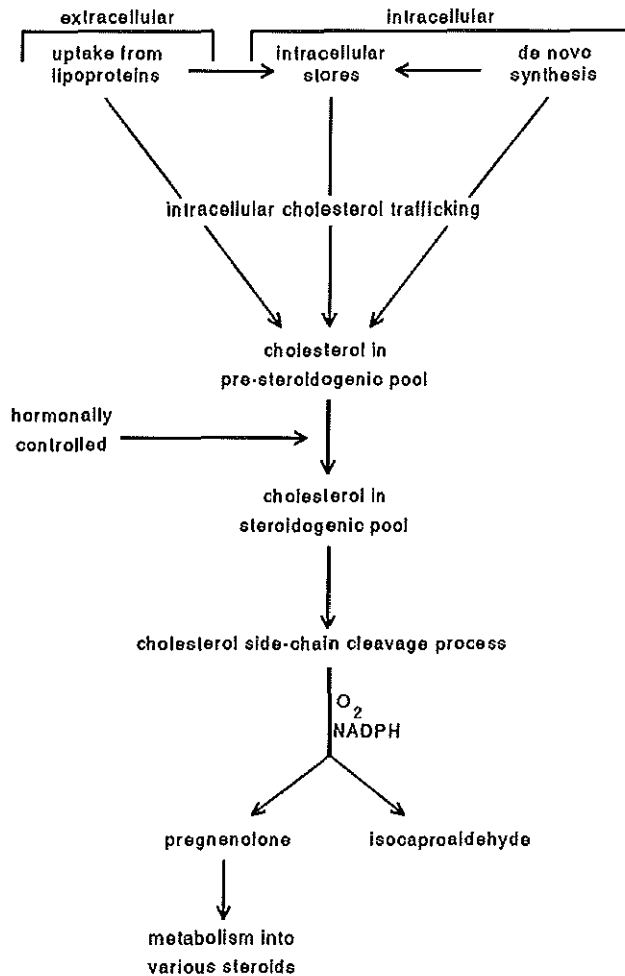 extracellular
intracellular
uptake from
lipoproteins
intracellular
stores
de novo
synthesis
intracellular cholesterol trafficking
cholesterol in
pre-steroidogenic pool
hormonally
controlled
cholesterol in
steroidogenic pool
cholesterol side-chain cleavage process
O2
NADPH
pregnenolone
isocaproaldehyde
metabolism into
various steroids